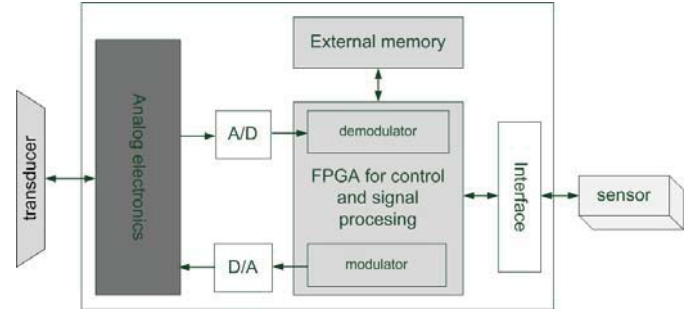 transducer
Analog electronics
A/D
D/A
External memory
demodulator
FPGA for control
and signal
procesing
modulator
Interface
sensor